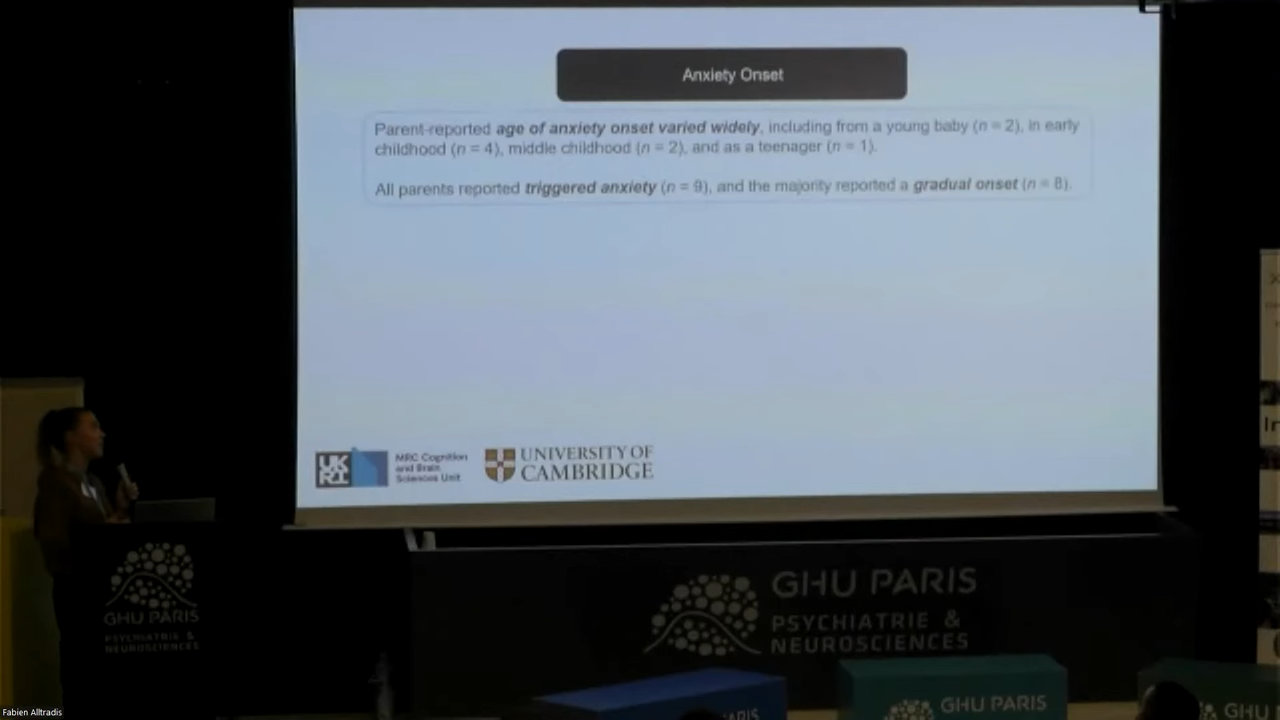 Anxiety Onset
Parent-reported age of anxiety onset varied widely, including from a young baby (n = 2), in early
childhood (n = 4), middle childhood (n = 2), and as a teenager (n = 1).
All parents reported triggered anxiety (n = 9), and the majority reported a gradual onset (n = 8).
UK
RI
MRC Cognition
and Brain
Sciences Unit
UNIVERSITY OF
CAMBRIDGE
GHU PARIS
PSYCHIATRIE &
NEUROSCIENCES
GHU PARIS
PSYCHIATRIE &
NEUROSCIENCES
GHU PARIS
GHU
Fabien Alltradis